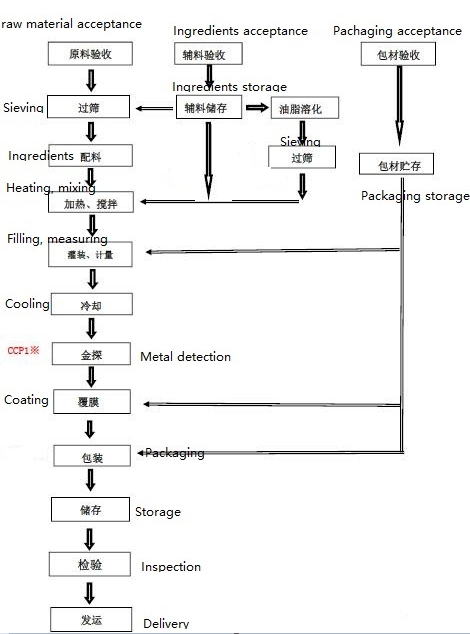 raw material acceptance
Ingredients acceptance
Packaging acceptance
原料验收
辅料验收
包材验收
Ingredients storage
Sieving
过筛
辅料储存
油脂溶化
Sieving
Ingredients
配料
过筛
包材贮存
Heating, mixing
加热、搅拌
Packaging storage
Filling, measuring
灌装、计量
Cooling
冷却
CCP1※
金探
Metal detection
Coating
覆膜
包装
Packaging
储存
Storage
检验
Inspection
发运
Delivery